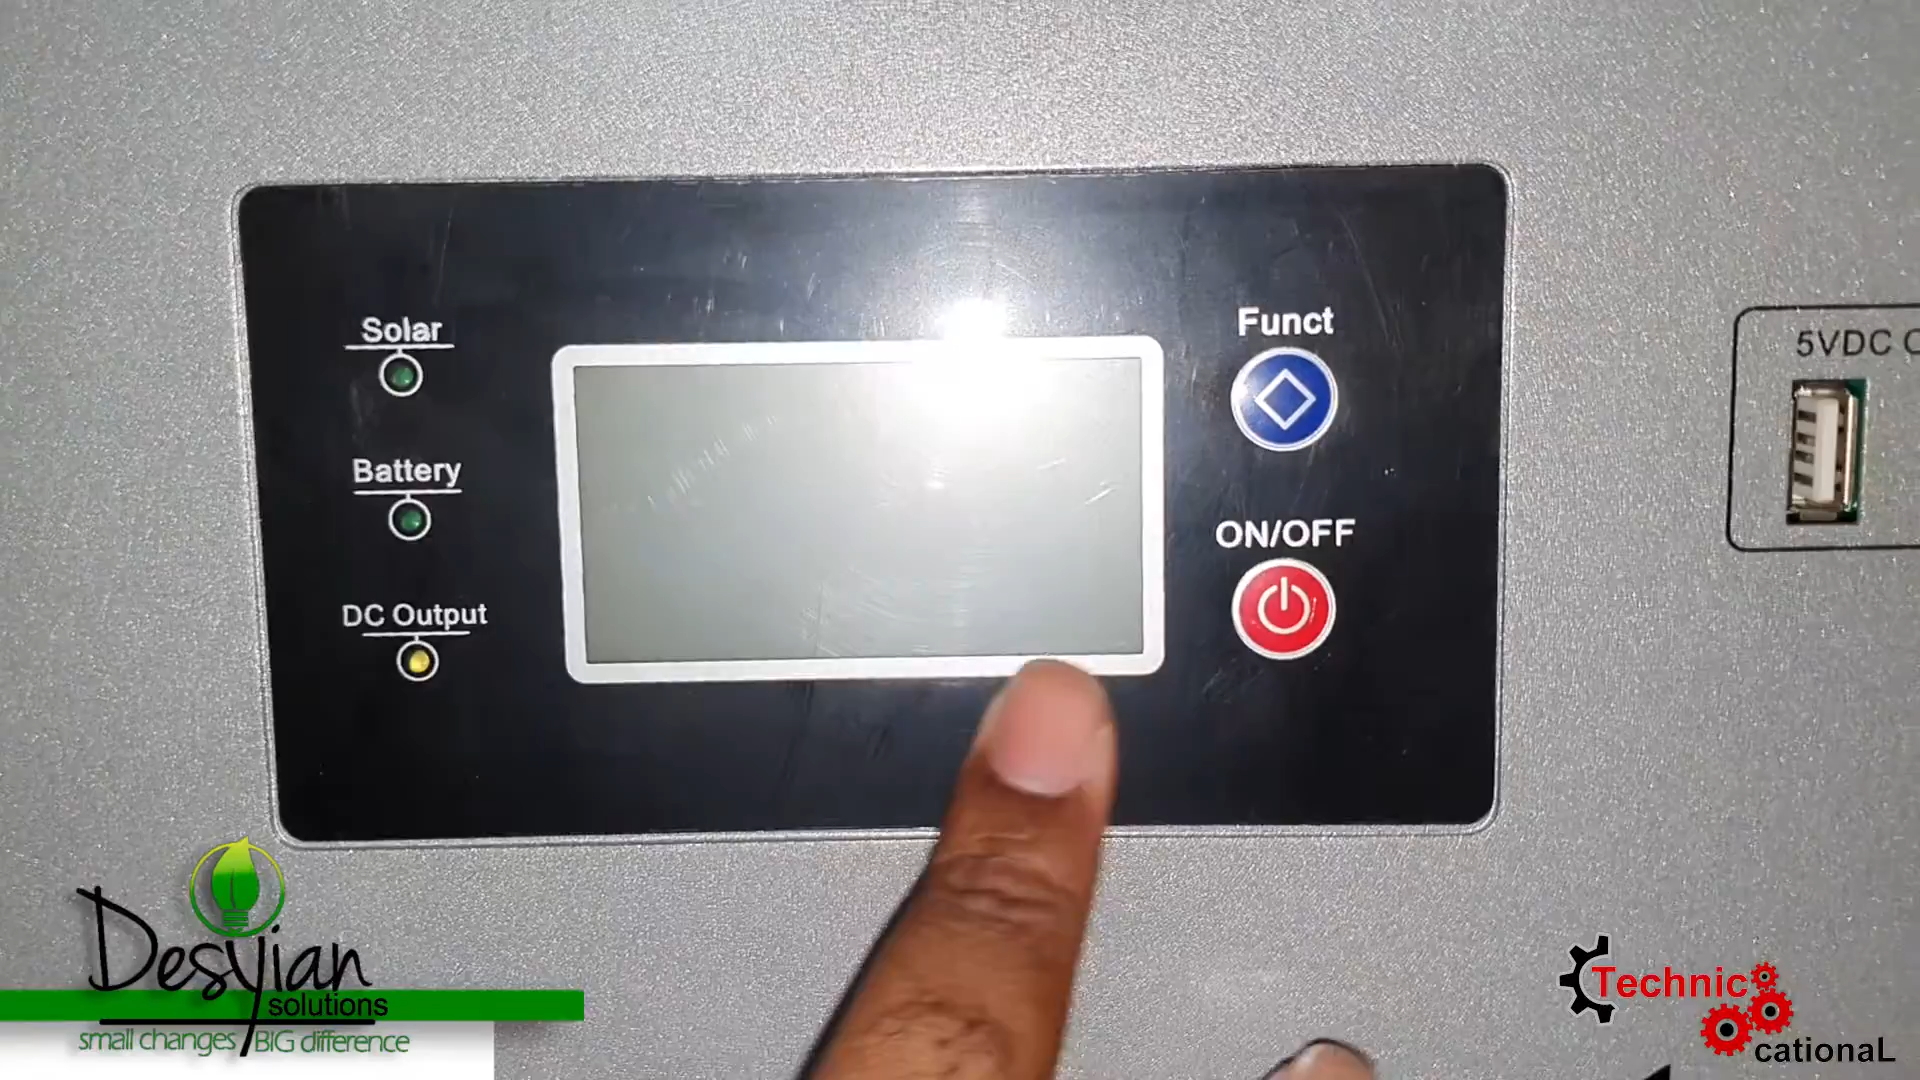 Solar
Battery
DC Output
Funct
ON/OFF
5VDC
Desyian
solutions
small changes BIG difference
Technic
cationaL